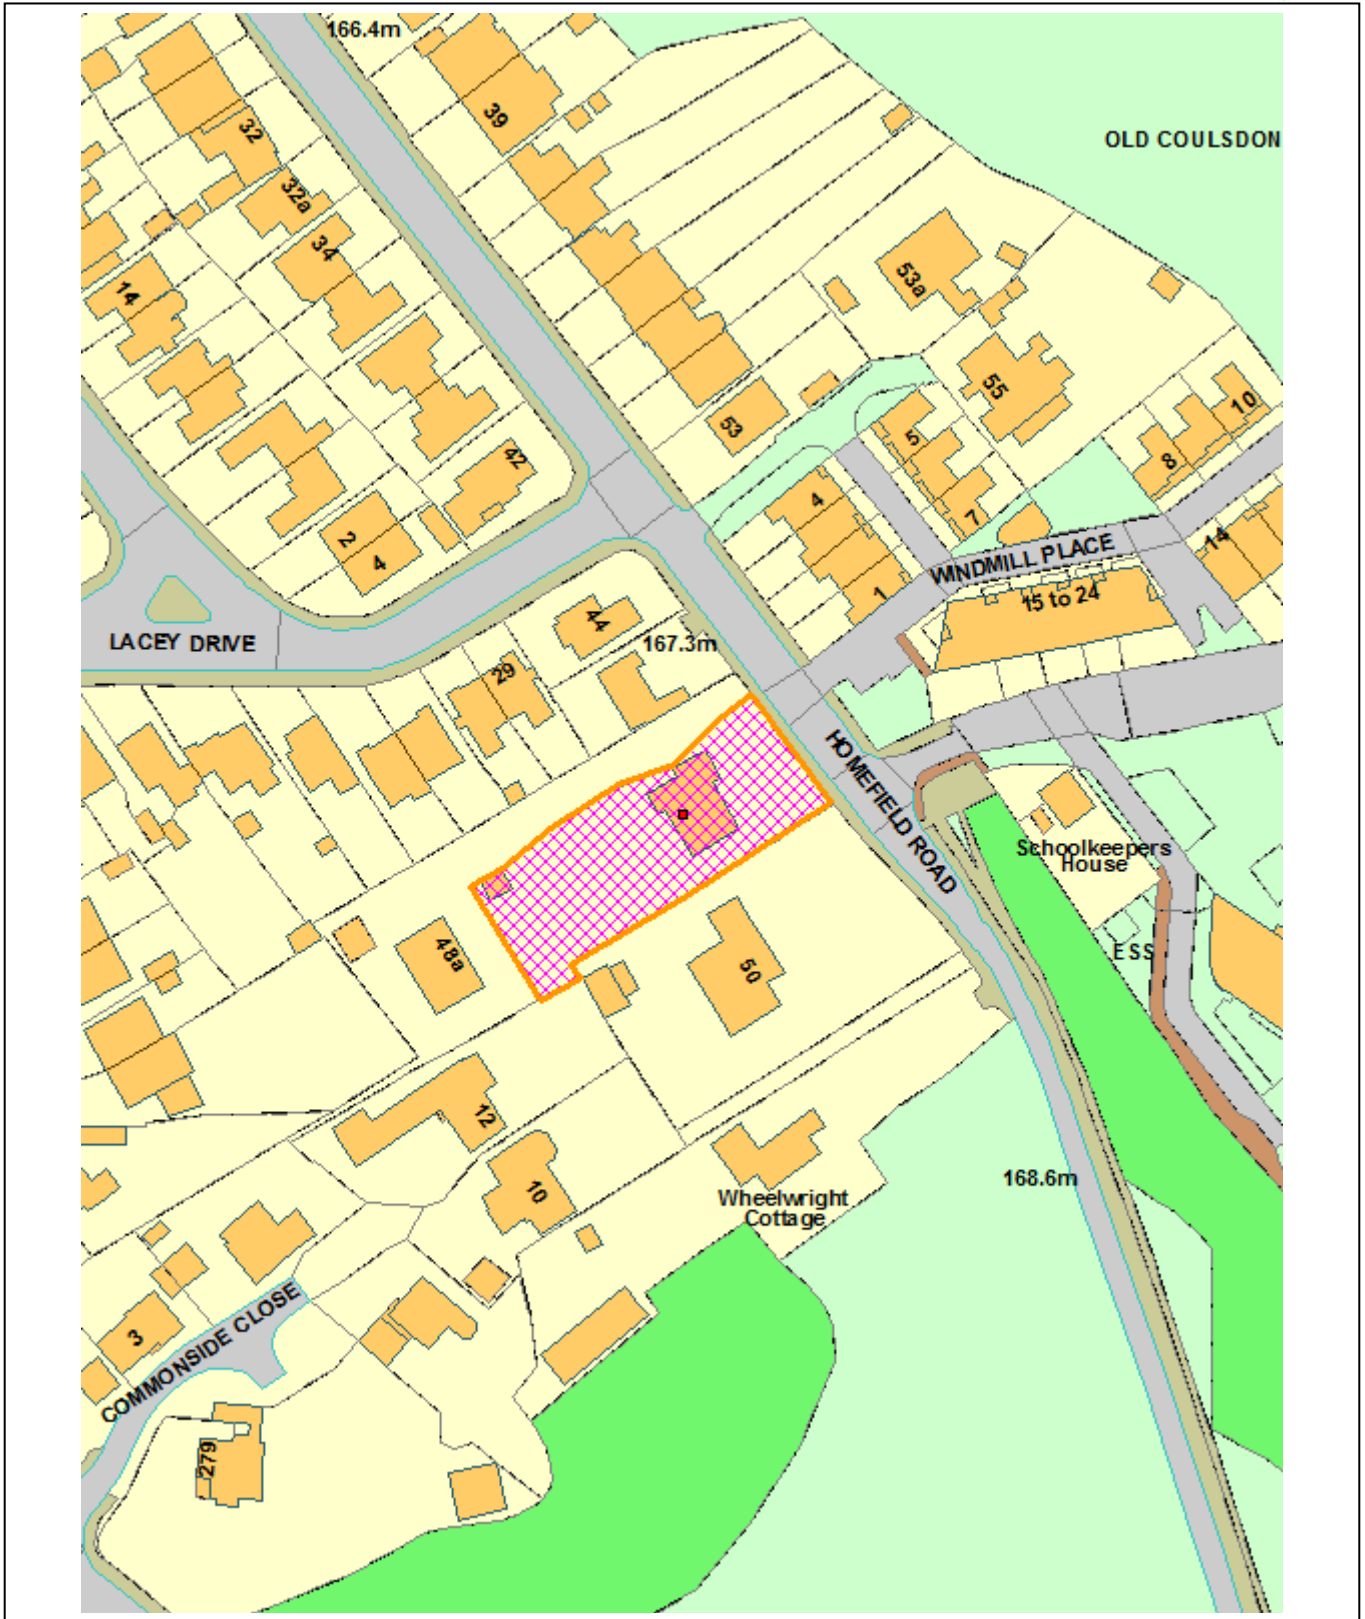 166.4m
39
OLD COULSDON
32
32a
34
53a
14
55
10
53
5
42
8
4
7
2
4
14
WINDMILL PLACE
1
15 to 24
44
LACEY DRIVE
167.3m
29
HOMEFIELD ROAD
Schoolkeepers
House
48a
50
ESS
12
10
168.6m
Wheelwright
Cottage
3
COMMONSIDE CLOSE
279